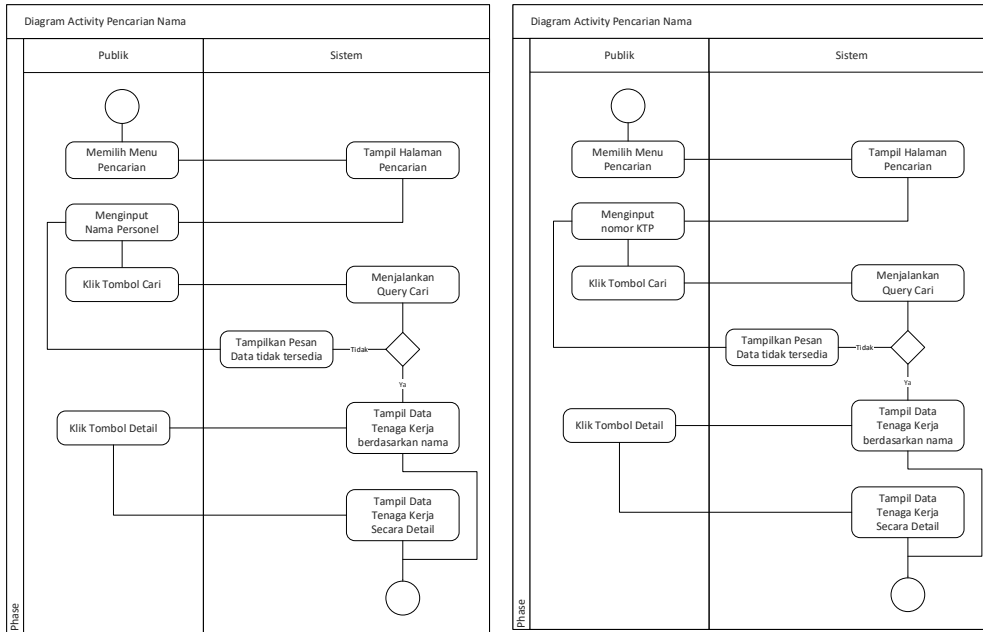 Diagram Activity Pencarian Nama
Publik
Sistem
Memilih Menu
Pencarian
Tampil Halaman
Pencarian
Menginput
Nama Personel
Klik Tombol Cari
Menjalankan
Query Cari
Tampilkan Pesan
Data tidak tersedia
Tidak
Ya
Klik Tombol Detail
Tampil Data
Tenaga Kerja
berdasarkan nama
Tampil Data
Tenaga Kerja
Secara Detail
Phase
Diagram Activity Pencarian Nama
Publik
Sistem
Memilih Menu
Pencarian
Tampil Halaman
Pencarian
Menginput
nomor KTP
Klik Tombol Cari
Menjalankan
Query Cari
Tampilkan Pesan
Data tidak tersedia
Tidak
Ya
Klik Tombol Detail
Tampil Data
Tenaga Kerja
berdasarkan nama
Tampil Data
Tenaga Kerja
Secara Detail
Phase